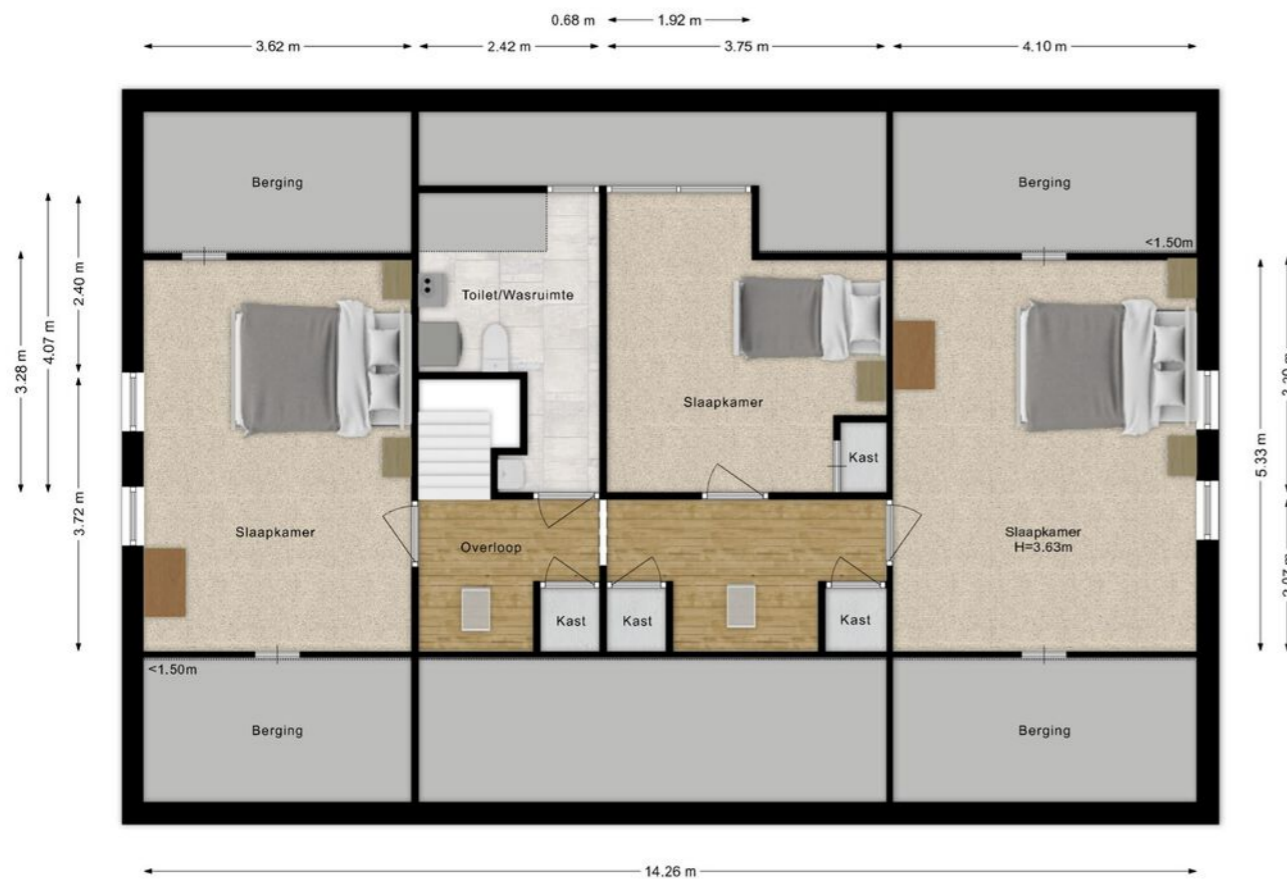 0.68 m
1.92 m
3.62 m
2.42 m
3.75 m
4.10 m
Berging
Berging
<1.50m
2.40 m
4.07 m
3.28 m
3.72 m
Toilet/Wasruimte
Slaapkamer
Kast
5.33 m
Slaapkamer
Overloop
Slaapkamer
H=3.63m
Kast
Kast
Kast
<1.50m
Berging
Berging
14.26 m